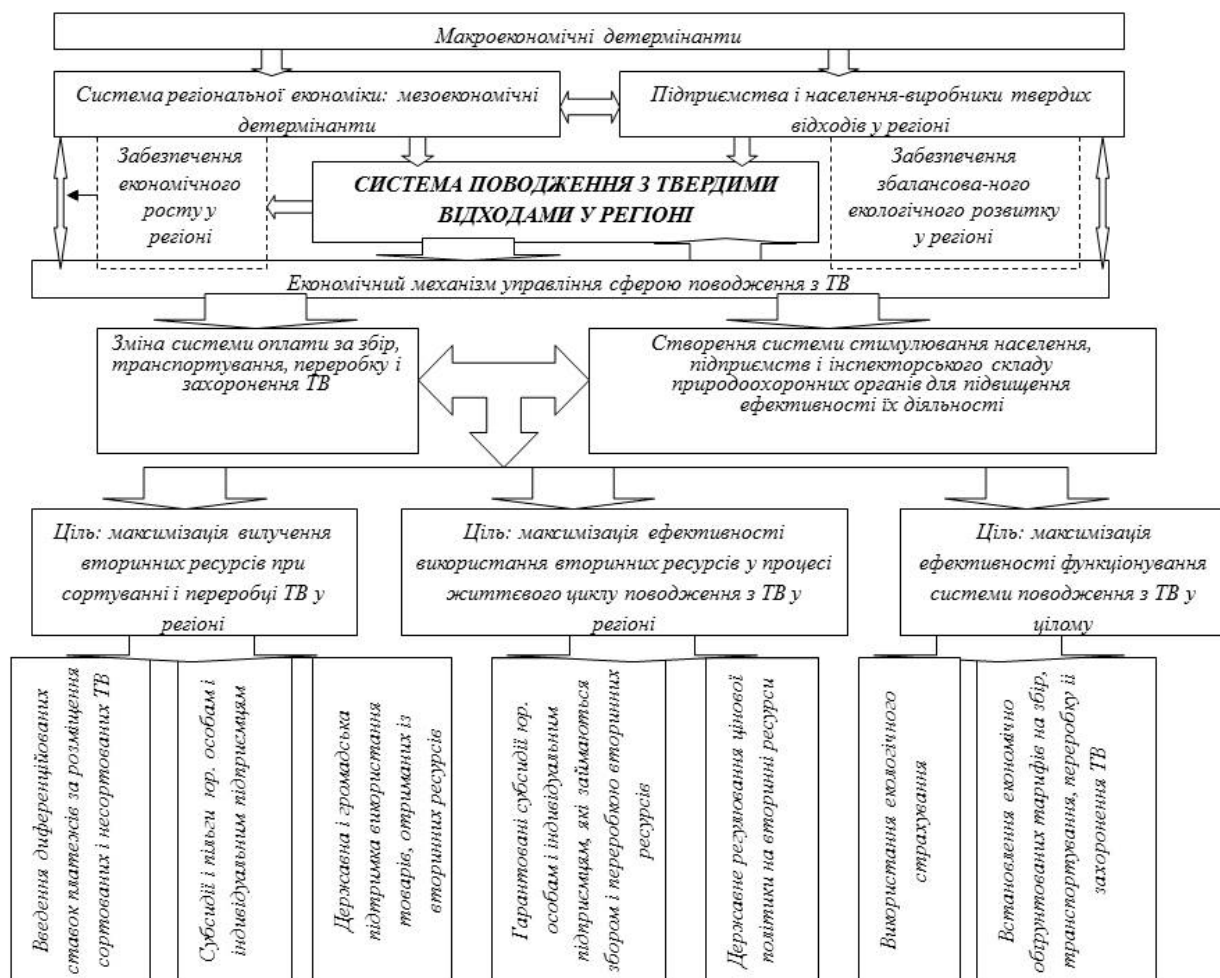 Макроекономічні детермінанти
Система регіональної економіки: мезоекономічні
детермінанти
Підприємства і населення-виробники твердих
відходів у регіоні
Забезпечення
економічного
росту у
регіоні
СИСТЕМА ПОВОДЖЕННЯ З ТВЕРДИМИ
ВІДХОДАМИ У РЕГІОНІ
Забезпечення
збалансова-ного
екологічного розвитку
у регіоні
Економічний механізм управління сферою поводження з ТВ
Зміна системи оплати за збір,
транспортування, переробку і
захоронення ТВ
Створення системи стимулювання населення,
підприємств і інспекторського складу
природоохоронних органів для підвищення
ефективності їх діяльності
Ціль: максимізація вилучення
вторинних ресурсів при
сортуванні і переробці ТВ у
регіоні
Ціль: максимізація ефективності
використання вторинних ресурсів у процесі
життєвого циклу поводження з ТВ у
регіоні
Ціль: максимізація
ефективності функціонування
системи поводження з ТВ у
цілому
Введення диференційованих
ставок платежів за розміщення
сортованих і несортованих ТВ
Субсидії і пільги юр. особам і
індивідуальним підприємцям
Державна і громадська
підтримка використання
товарів, отриманих із
вторинних ресурсів
Гарантовані субсидії юр.
особам і індивідуальним
підприємцям, які займаються
збором і переробкою вторинних
ресурсів
Державне регулювання цінової
політики на вторинні ресурси
Використання екологічного
страхування
Встановлення економічно
обґрунтованих тарифів на збір,
транспортування, переробку іі
захоронення ТВ